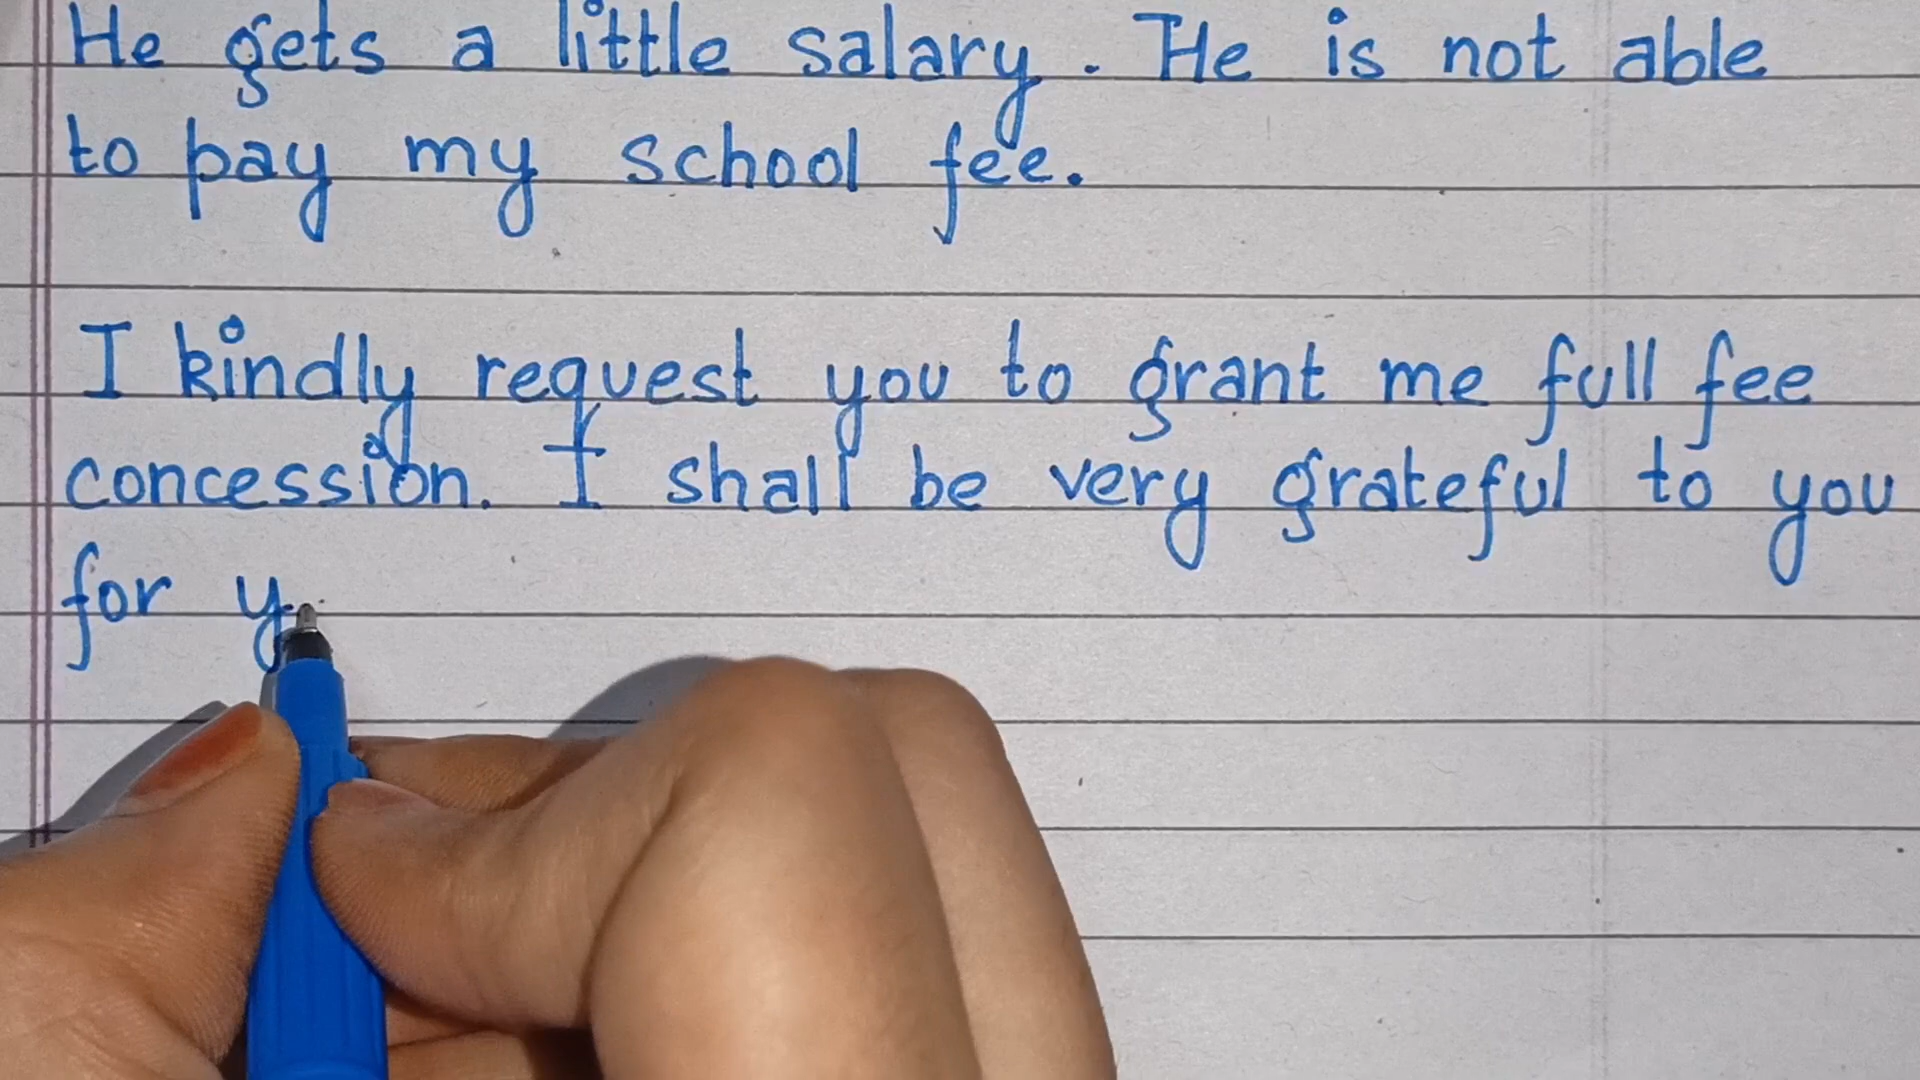 He gets a little salary. He is not able
to pay my school fee.
I kindly request you to grant me full fee
concession. I shall be very grateful to you
for y